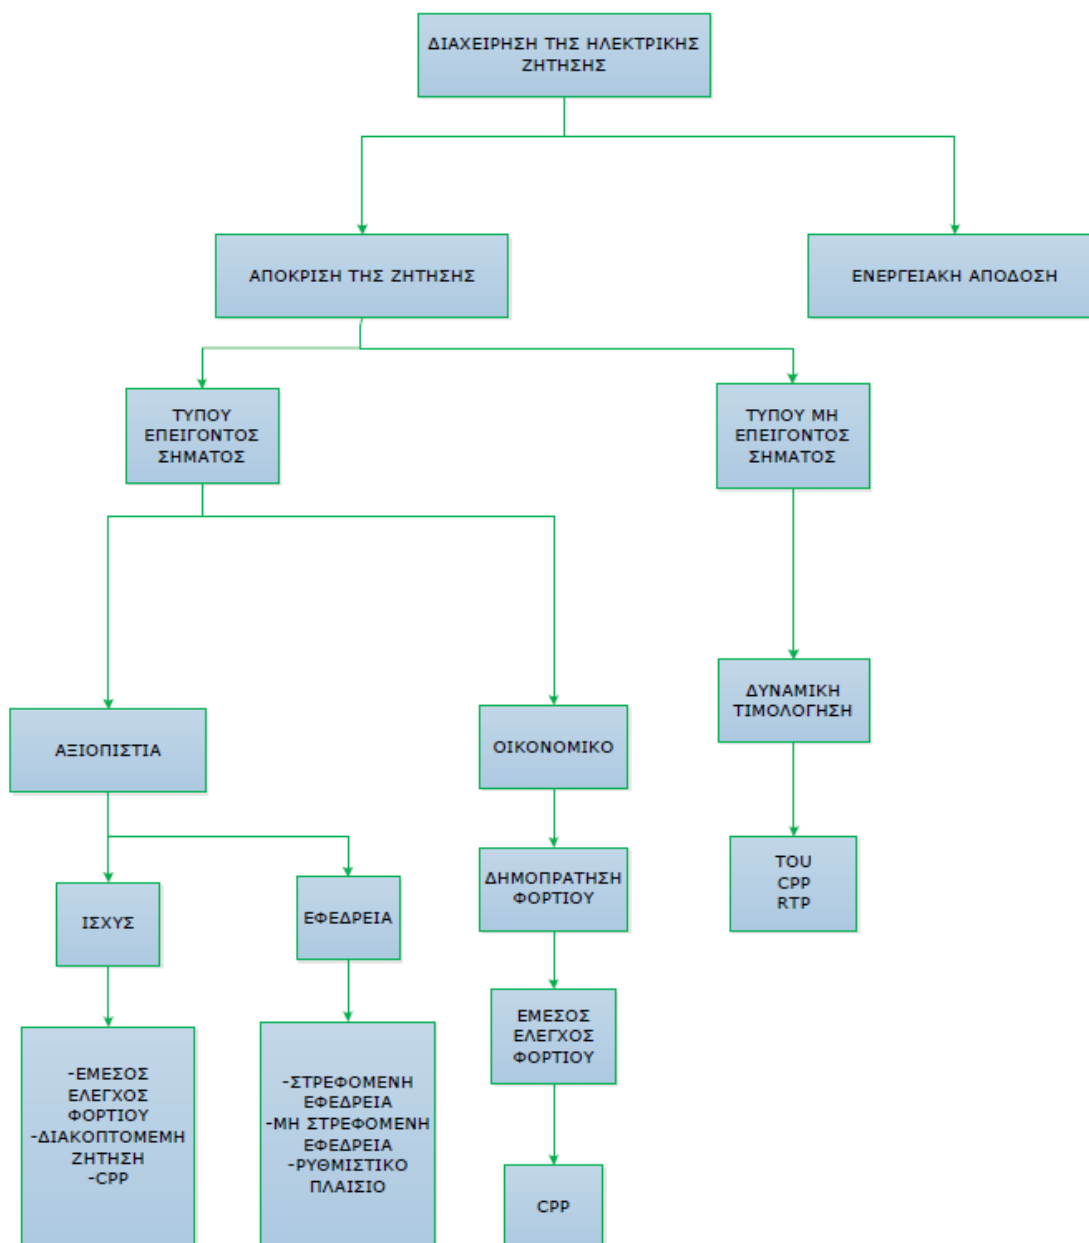 ΔΙΑΧΕΙΡΗΣΗ ΤΗΣ ΗΛΕΚΤΡΙΚΗΣ
ΖΗΤΗΣΗΣ
ΑΠΟΚΡΙΣΗ ΤΗΣ ΖΗΤΗΣΗΣ
ΕΝΕΡΓΕΙΑΚΗ ΑΠΟΔΟΣΗ
ΤΥΠΟΥ
ΕΠΕΙΓΟΝΤΟΣ
ΣΗΜΑΤΟΣ
ΤΥΠΟΥ ΜΗ
ΕΠΕΙΓΟΝΤΟΣ
ΣΗΜΑΤΟΣ
ΑΞΙΟΠΙΣΤΙΑ
ΟΙΚΟΝΟΜΙΚΟ
ΔΥΝΑΜΙΚΗ
ΤΙΜΟΛΟΓΗΣΗ
ΙΣΧΥΣ
ΕΦΕΔΡΕΙΑ
ΔΗΜΟΠΡΑΤΗΣΗ
ΦΟΡΤΙΟΥ
TOU
CPP
RTP
-ΕΜΕΣΟΣ
ΕΛΕΓΧΟΣ
ΦΟΡΤΙΟΥ
-ΔΙΑΚΟΠΤΟΜΕΜΗ
ΖΗΤΗΣΗ
-CPP
-ΣΤΡΕΦΟΜΕΝΗ
ΕΦΕΔΡΕΙΑ
-ΜΗ ΣΤΡΕΦΟΜΕΝΗ
ΕΦΕΔΡΕΙΑ
-ΡΥΘΜΙΣΤΙΚΟ
ΠΛΑΙΣΙΟ
ΕΜΕΣΟΣ
ΕΛΕΓΧΟΣ
ΦΟΡΤΙΟΥ
CPP